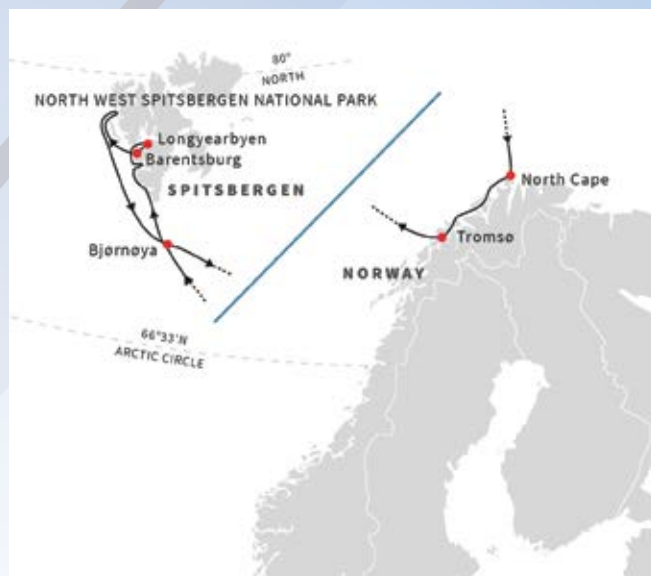 80°
NORTH
NORTH WEST SPITSBERGEN NATIONAL PARK
Longyearbyen
Barentsburg
SPITSBERGEN
Bjørnøya
North Cape
Tromsø
NORWAY
66°33'N
ARCTIC CIRCLE